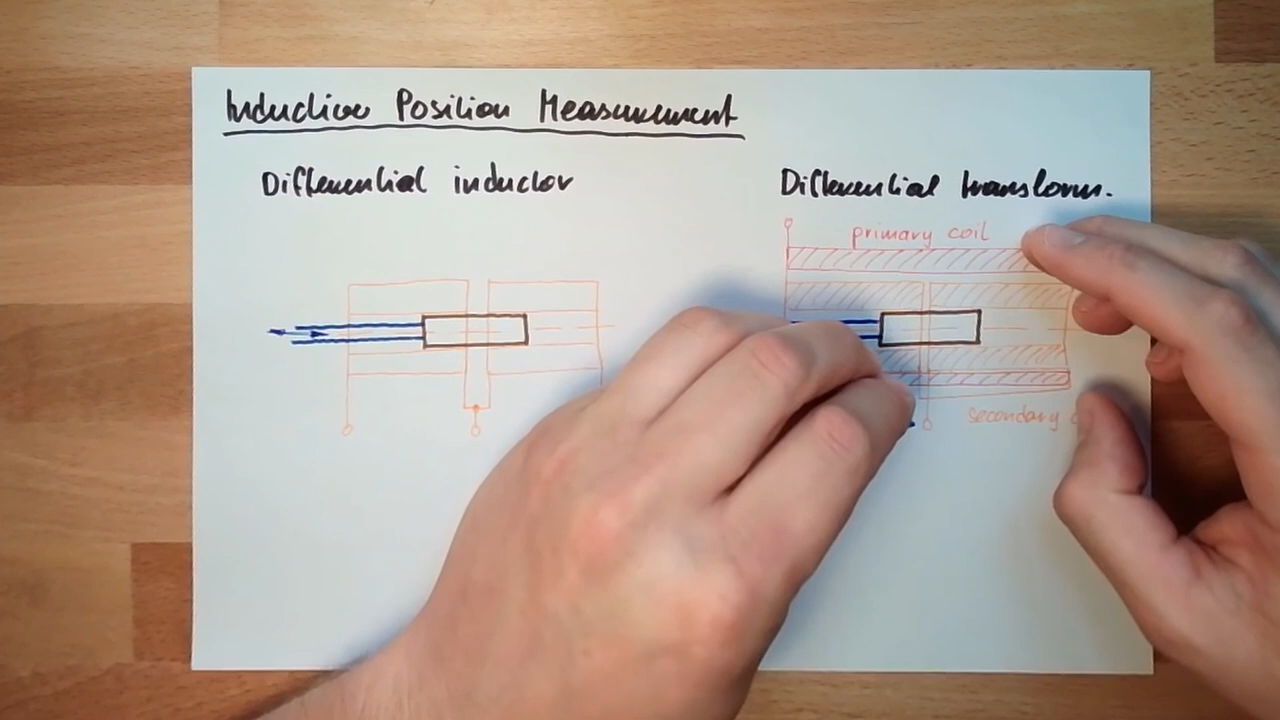 Inductive Position Measurement
Differential inductor
Differential transform.
primary coil
secondary